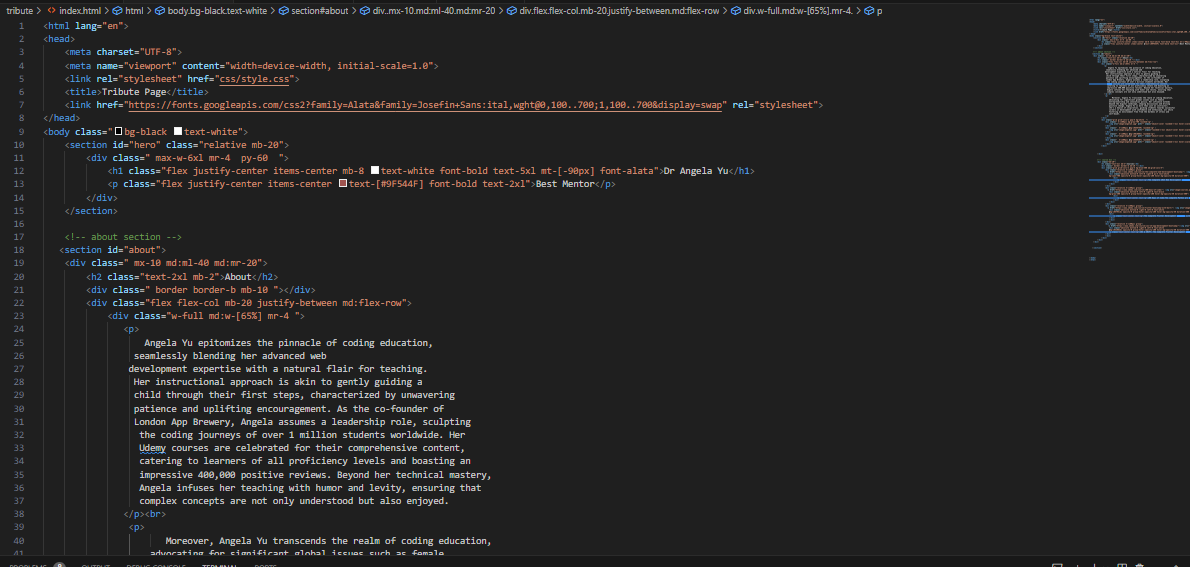 tribute > index.html > html > body.bg-black.text-white > section#about > div..mx-10.md:ml-40.md:mr-20 > div.flex.flex-col.mb-20.justify-between.md:flex-row > div.w-full.md:w-[65%].mr-4. > p
1 <html lang="en">
2 <head>
3 <meta charset="UTF-8">
4 <meta name="viewport" content="width=device-width, initial-scale=1.0">
5 <link rel="stylesheet" href="css/style.css">
6 <title>Tribute Page</title>
7 <link href="https://fonts.googleapis.com/css2?family=Alata&family=Josefin+Sans:ital,wght@0,100..700;1,100..700&display=swap" rel="stylesheet">
8 </head>
9 <body class="bg-black text-white">
10 <section id="hero" class="relative mb-20">
11 <div class=" max-w-6xl mr-4  py-60  ">
12 <h1 class="flex justify-center items-center mb-8 text-white font-bold text-5xl mt-[-90px] font-alata">Dr Angela Yu</h1>
13 <p class="flex justify-center items-center text-[#9F544F] font-bold text-2xl">Best Mentor</p>
14 </div>
15 </section>
16
17 <!-- about section -->
18 <section id="about">
19 <div class=" mx-10 md:ml-40 md:mr-20">
20 <h2 class="text-2xl mb-2">About</h2>
21 <div class=" border border-b mb-10 "></div>
22 <div class="flex flex-col mb-20 justify-between md:flex-row">
23 <div class="w-full md:w-[65%] mr-4 ">
24 <p>
25 Angela Yu epitomizes the pinnacle of coding education,
26 seamlessly blending her advanced web
27 development expertise with a natural flair for teaching.
28 Her instructional approach is akin to gently guiding a
29 child through their first steps, characterized by unwavering
30 patience and uplifting encouragement. As the co-founder of
31 London App Brewery, Angela assumes a leadership role, sculpting
32 the coding journeys of over 1 million students worldwide. Her
33 Udemy courses are celebrated for their comprehensive content,
34 catering to learners of all proficiency levels and boasting an
35 impressive 400,000 positive reviews. Beyond her technical mastery,
36 Angela infuses her teaching with humor and levity, ensuring that
37 complex concepts are not only understood but also enjoyed.
38 </p><br>
39 <p>
40 Moreover, Angela Yu transcends the realm of coding education,
41 advocating for significant global issues such as female
PROBLEMS OUTPUT DEBUG CONSOLE TERMINAL PORTS